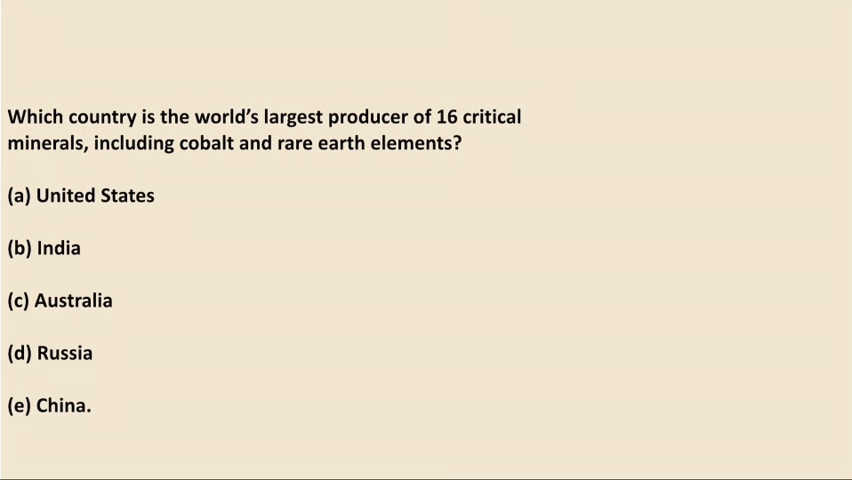 Which country is the world’s largest producer of 16 critical
minerals, including cobalt and rare earth elements?
(a) United States
(b) India
(c) Australia
(d) Russia
(e) China.